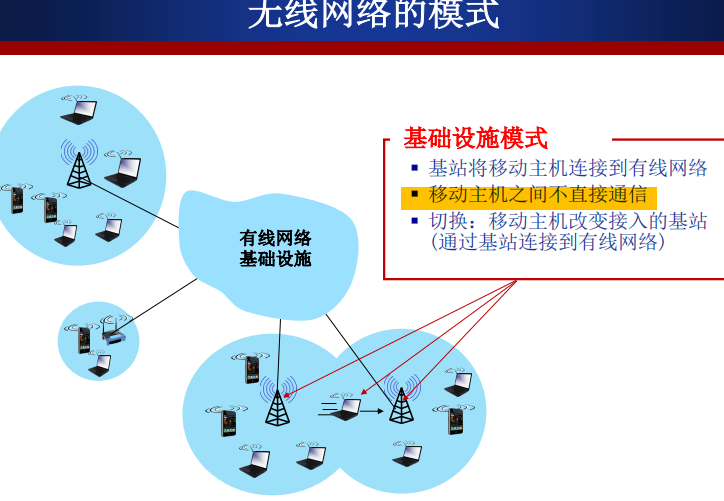 无线网络的模式
基础设施模式
▪ 基站将移动主机连接到有线网络
▪ 移动主机之间不直接通信
▪ 切换：移动主机改变接入的基站
(通过基站连接到有线网络)
有线网络
基础设施